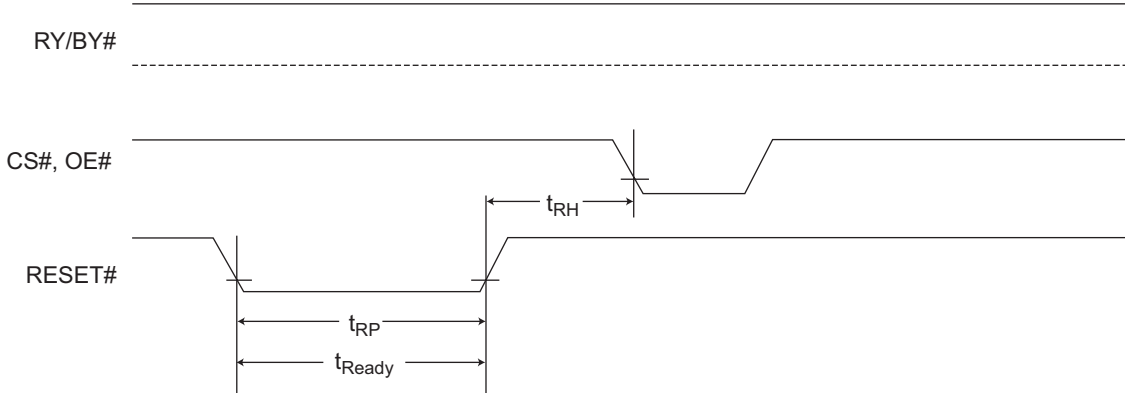 RY/BY#
CS#, OE#
tRH
RESET#
tRP
tReady